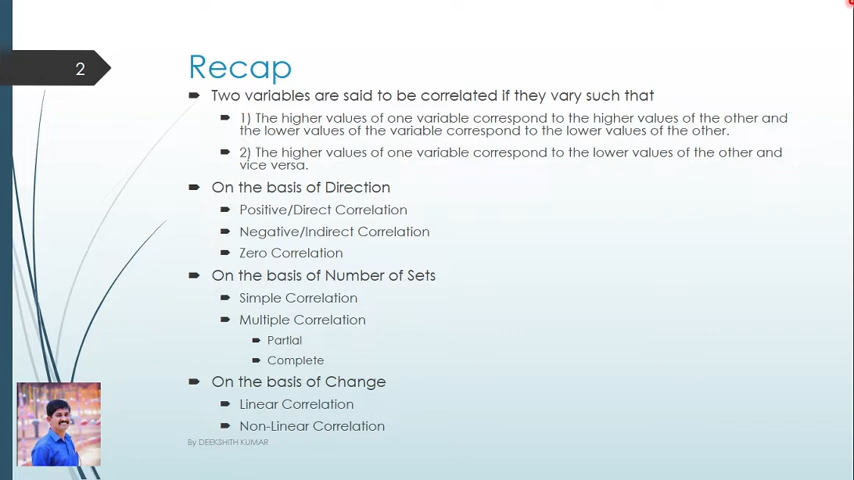 2
Recap
Two variables are said to be correlated if they vary such that
1) The higher values of one variable correspond to the higher values of the other and
the lower values of the variable correspond to the lower values of the other.
2) The higher values of one variable correspond to the lower values of the other and
vice versa.
On the basis of Direction
Positive/Direct Correlation
Negative/Indirect Correlation
Zero Correlation
On the basis of Number of Sets
Simple Correlation
Multiple Correlation
Partial
Complete
On the basis of Change
Linear Correlation
Non-Linear Correlation
By DEEKSHITH KUMAR